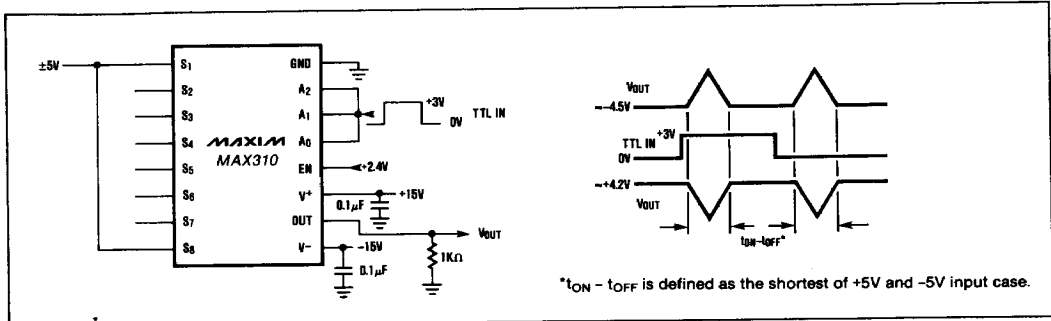 ±5V
S1
S2
S3
S4
S5
S6
S7
S8
MAXIM
MAX310
GND
A2
A1
A0
EN
V+
OUT
V−
+3V
0V
TTL IN
+2.4V
+15V
0.1μF
VOUT
-15V
0.1μF
1KΩ
VOUT
≈-4.5V
TTL IN
+3V
0V
≈+4.2V
VOUT
tON-tOFF*
*tON - tOFF is defined as the shortest of +5V and -5V input case.